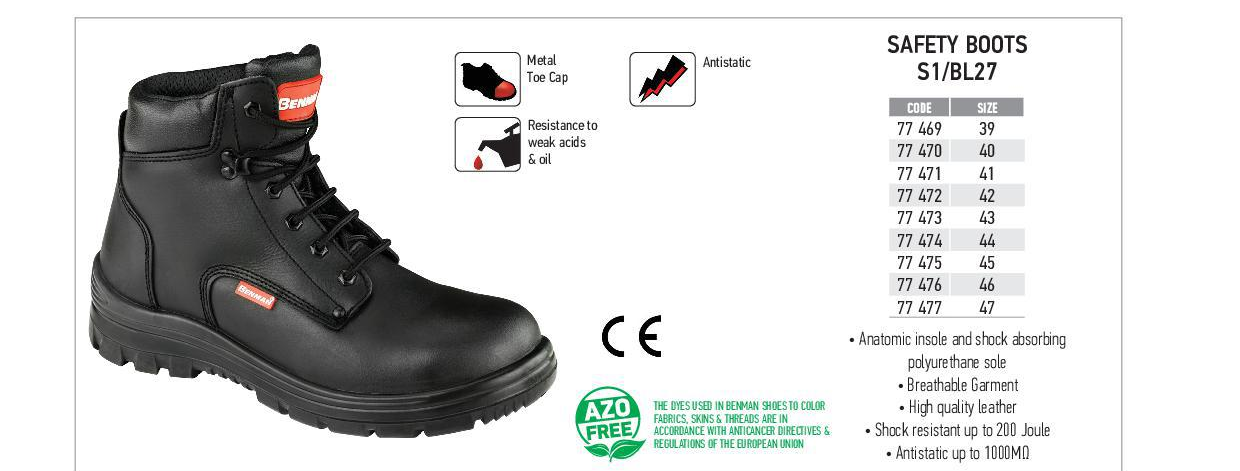 BENMAN
BENMAN
Metal
Toe Cap
Antistatic
Resistance to
weak acids
& oil
CE
AZO
FREE
THE DYES USED IN BENMAN SHOES TO COLOR
FABRICS, SKINS & THREADS ARE IN
ACCORDANCE WITH ANTICANCER DIRECTIVES &
REGULATIONS OF THE EUROPEAN UNION
SAFETY BOOTS
S1/BL27
CODE SIZE
77 469 39
77 470 40
77 471 41
77 472 42
77 473 43
77 474 44
77 475 45
77 476 46
77 477 47
• Anatomic insole and shock absorbing
polyurethane sole
• Breathable Garment
• High quality leather
• Shock resistant up to 200 Joule
• Antistatic up to 1000MΩ